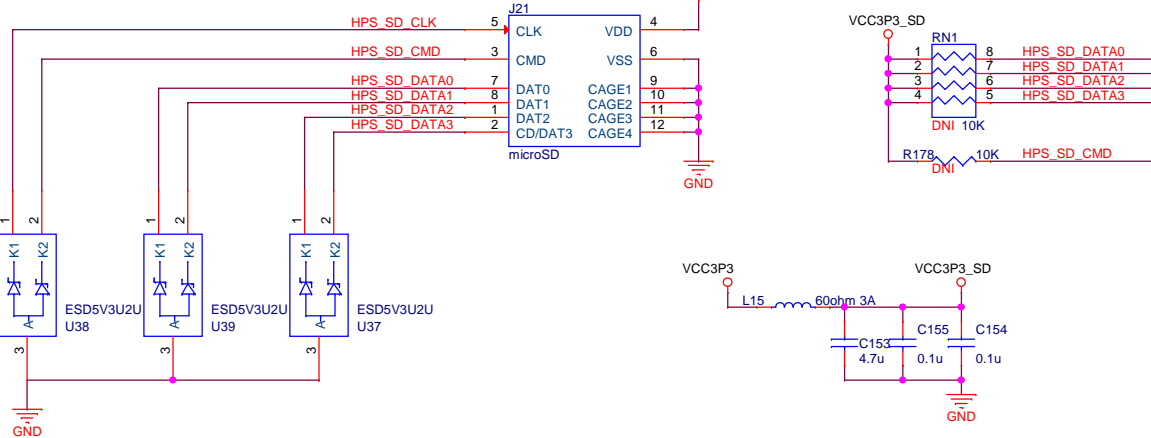 J21
HPS_SD_CLK 5 CLK VDD 4
HPS_SD_CMD 3 CMD VSS 6
HPS_SD_DATA0 7 DAT0 CAGE1 9
HPS_SD_DATA1 8 DAT1 CAGE2 10
HPS_SD_DATA2 1 DAT2 CAGE3 11
HPS_SD_DATA3 2 CD/DAT3 CAGE4 12
microSD
GND
VCC3P3_SD
RN1
1 8 HPS_SD_DATA0
2 7 HPS_SD_DATA1
3 6 HPS_SD_DATA2
4 5 HPS_SD_DATA3
DNI 10K
R178 10K HPS_SD_CMD
DNI
1 2 1 2 1 2
K1 K2 K1 K2 K1 K2
ESD5V3U2U ESD5V3U2U ESD5V3U2U
A U38 A U39 A U37
3 3 3
GND
VCC3P3 VCC3P3_SD
L15 60ohm 3A
C153 C155 C154
4.7u 0.1u 0.1u
GND